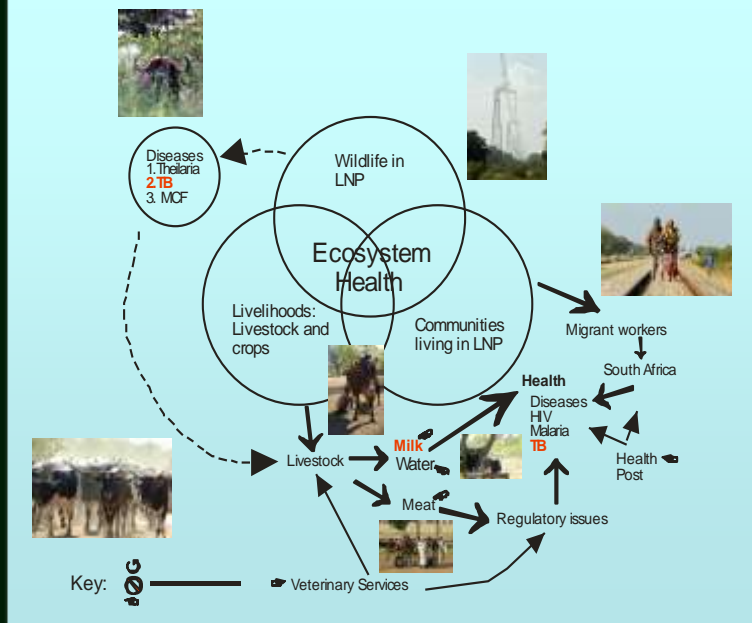 Diseases
1. Theilaria
2.TB
3. MCF
Wildlife in
LNP
Ecosystem
Health
Livelihoods:
Livestock and
crops
Communities
living in LNP
Migrant workers
South Africa
Health
Diseases
HIV
Malaria
TB
Health
Post
Livestock
Milk
Water
Meat
Regulatory issues
Veterinary Services
Key: